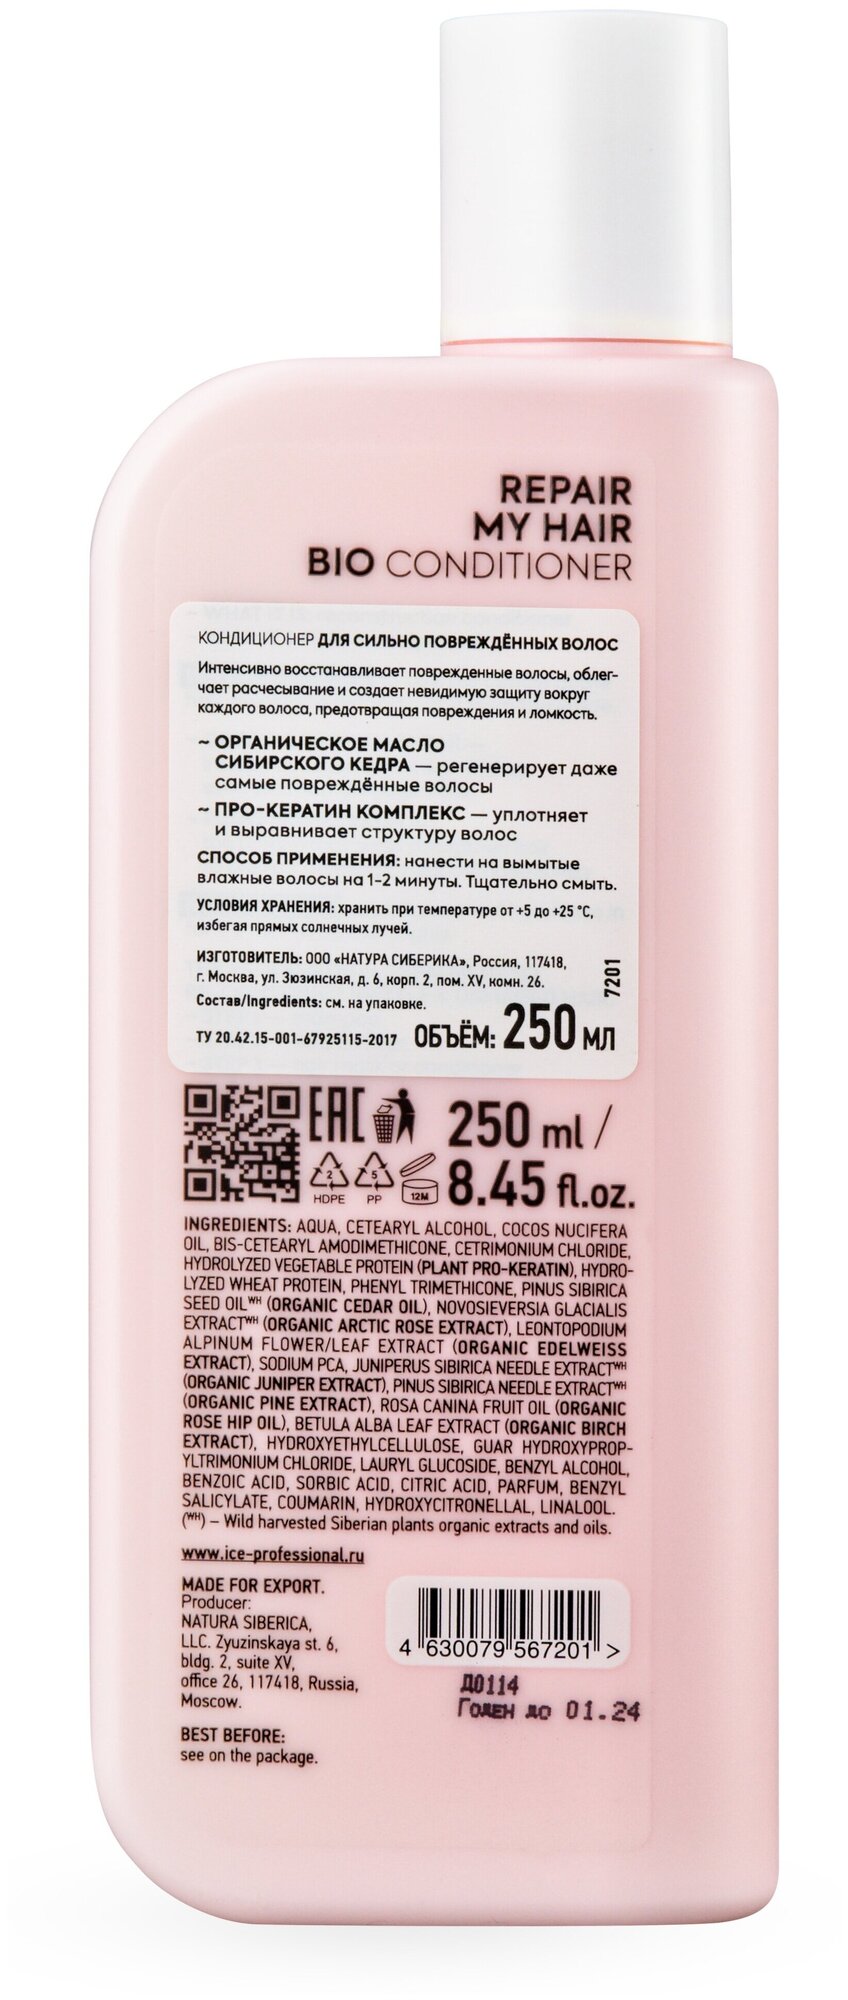 REPAIR
MY HAIR
BIO CONDITIONER
КОНДИЦИОНЕР ДЛЯ СИЛЬНО ПОВРЕЖДЁННЫХ ВОЛОС
Интенсивно восстанавливает поврежденные волосы, облег-
чает расчесывание и создает невидимую защиту вокруг
каждого волоса, предотвращая повреждения и ломкость.
~ ОРГАНИЧЕСКОЕ МАСЛО
СИБИРСКОГО КЕДРА — регенерирует даже
самые повреждённые волосы
~ ПРО-КЕРАТИН КОМПЛЕКС — уплотняет
и выравнивает структуру волос
СПОСОБ ПРИМЕНЕНИЯ: нанести на вымытые
влажные волосы на 1-2 минуты. Тщательно смыть.
УСЛОВИЯ ХРАНЕНИЯ: хранить при температуре от +5 до +25 °C,
избегая прямых солнечных лучей.
ИЗГОТОВИТЕЛЬ: ООО «НАТУРА СИБЕРИКА», Россия, 117418,
г. Москва, ул. Зюзинская, д. 6, корп. 2, пом. XV, комн. 26.
Состав/Ingredients: см. на упаковке.
7201
ТУ 20.42.15-001-67925115-2017 ОБЪЁМ: 250 МЛ
EAC
250 ml /
8.45 fl.oz.
2
HDPE
5
PP
12M
INGREDIENTS: AQUA, CETEARYL ALCOHOL, COCOS NUCIFERA
OIL, BIS-CETEARYL AMODIMETHICONE, CETRIMONIUM CHLORIDE,
HYDROLYZED VEGETABLE PROTEIN (PLANT PRO-KERATIN), HYDRO-
LYZED WHEAT PROTEIN, PHENYL TRIMETHICONE, PINUS SIBIRICA
SEED OIL ᵂᴴ (ORGANIC CEDAR OIL), NOVOSIEVERSIA GLACIALIS
EXTRACTᵂᴴ (ORGANIC ARCTIC ROSE EXTRACT), LEONTOPODIUM
ALPINUM FLOWER/LEAF EXTRACT (ORGANIC EDELWEISS
EXTRACT), SODIUM PCA, JUNIPERUS SIBIRICA NEEDLE EXTRACTᵂᴴ
(ORGANIC JUNIPER EXTRACT), PINUS SIBIRICA NEEDLE EXTRACTᵂᴴ
(ORGANIC PINE EXTRACT), ROSA CANINA FRUIT OIL (ORGANIC
ROSE HIP OIL), BETULA ALBA LEAF EXTRACT (ORGANIC BIRCH
EXTRACT), HYDROXYETHYLCELLULOSE, GUAR HYDROXYPROP-
YLTRIMONIUM CHLORIDE, LAURYL GLUCOSIDE, BENZYL ALCOHOL,
BENZOIC ACID, SORBIC ACID, CITRIC ACID, PARFUM, BENZYL
SALICYLATE, COUMARIN, HYDROXYCITRONELLAL, LINALOOL.
(ᵂᴴ) – Wild harvested Siberian plants organic extracts and oils.
www.ice-professional.ru
MADE FOR EXPORT.
Producer:
NATURA SIBERICA,
LLC. Zyuzinskaya st. 6,
bldg. 2, suite XV,
office 26, 117418, Russia,
Moscow.
BEST BEFORE:
see on the package.
4 630079 567201 >
Д0114
Годен до 01.24